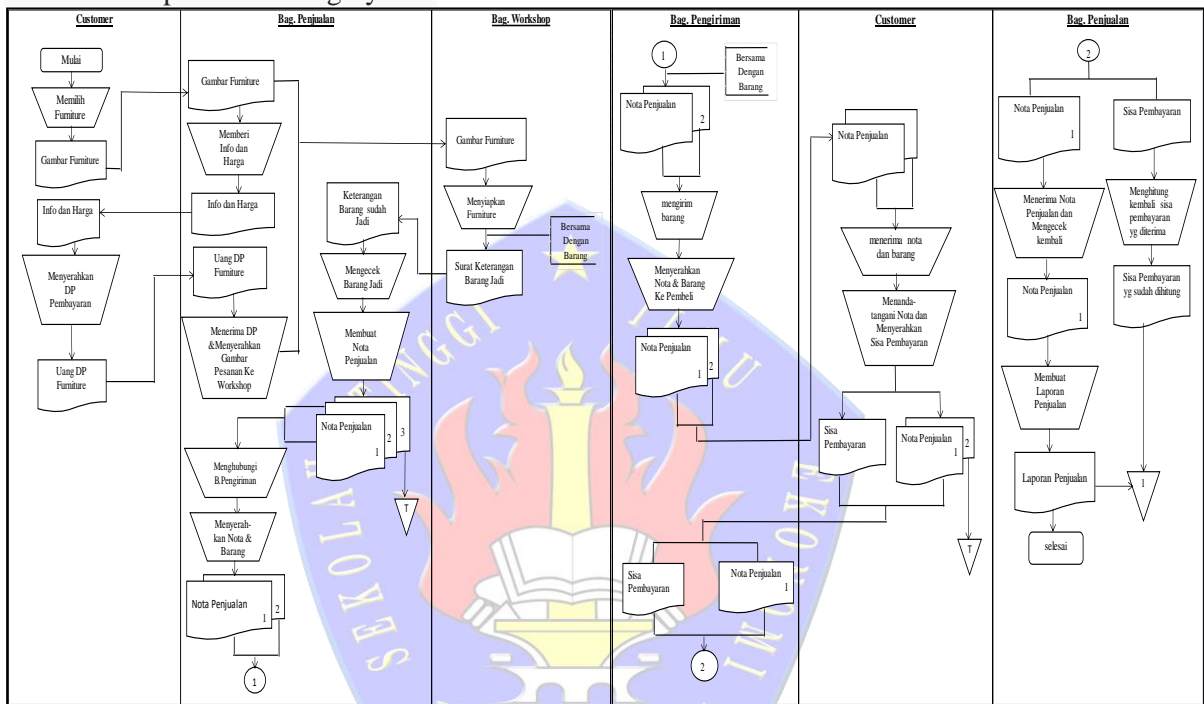 Customer
Mulai
Memilih
Furniture
Gambar Furniture
Info dan Harga
Menyerahkan
DP
Pembayaran
Uang DP
Furniture
Bag. Penjualan
Gambar Furniture
Memberi
Info dan
Harga
Info dan Harga
Uang DP
Furniture
Menerima DP
&Menyerahkan
Gambar
Pesanan Ke
Workshop
Keterangan
Barang sudah
Jadi
Mengecek
Barang Jadi
Membuat
Nota
Penjualan
Nota Penjualan
1
2
3
T
Menghubungi
B.Pengiriman
Menyerah-
kan Nota &
Barang
Nota Penjualan
1
2
1
Bag. Workshop
Gambar Furniture
Menyiapkan
Furniture
Bersama
Dengan
Barang
Surat Keterangan
Barang Jadi
Bag. Pengiriman
1
Bersama
Dengan
Barang
Nota Penjualan
2
mengirim
barang
Menyerahkan
Nota & Barang
Ke Pembeli
Nota Penjualan
1
2
Sisa
Pembayaran
Nota Penjualan
1
2
Customer
Nota Penjualan
menerima nota
dan barang
Menanda-
tangani Nota dan
Menyerahkan
Sisa Pembayaran
Sisa
Pembayaran
Nota Penjualan
1
2
T
Bag. Penjualan
2
Nota Penjualan
1
Sisa Pembayaran
Menerima Nota
Penjualan dan
Mengecek
kembali
Menghitung
kembali sisa
pembayaran
yg diterima
Nota Penjualan
1
Sisa Pembayaran
yg sudah dihitung
Membuat
Laporan
Penjualan
Laporan Penjualan
1
selesai
SEKOLAH TINGGI ILMU EKONOMI